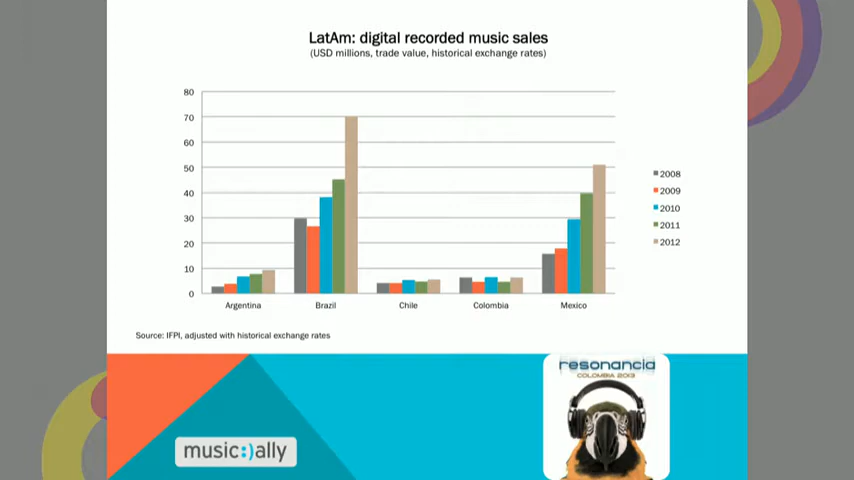 LatAm: digital recorded music sales
(USD millions, trade value, historical exchange rates)
80
70
60
50
40
30
20
10
0
2008
2009
2010
2011
2012
Argentina
Brazil
Chile
Colombia
Mexico
Source: IFPI, adjusted with historical exchange rates
resonancia
COLOMBIA 2013
music:)ally